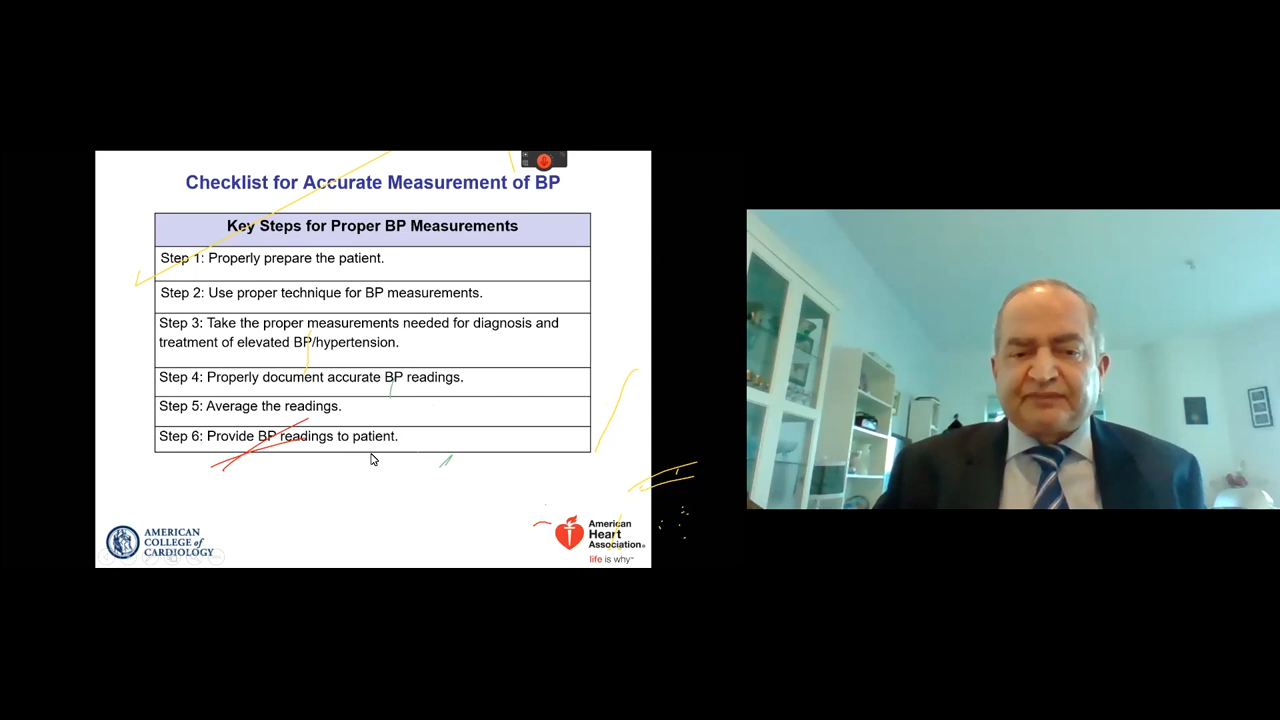 Checklist for Accurate Measurement of BP
Key Steps for Proper BP Measurements
Step 1: Properly prepare the patient.
Step 2: Use proper technique for BP measurements.
Step 3: Take the proper measurements needed for diagnosis and
treatment of elevated BP/hypertension.
Step 4: Properly document accurate BP readings.
Step 5: Average the readings.
Step 6: Provide BP readings to patient.
AMERICAN
COLLEGE of
CARDIOLOGY
American
Heart
Association®
life is why™